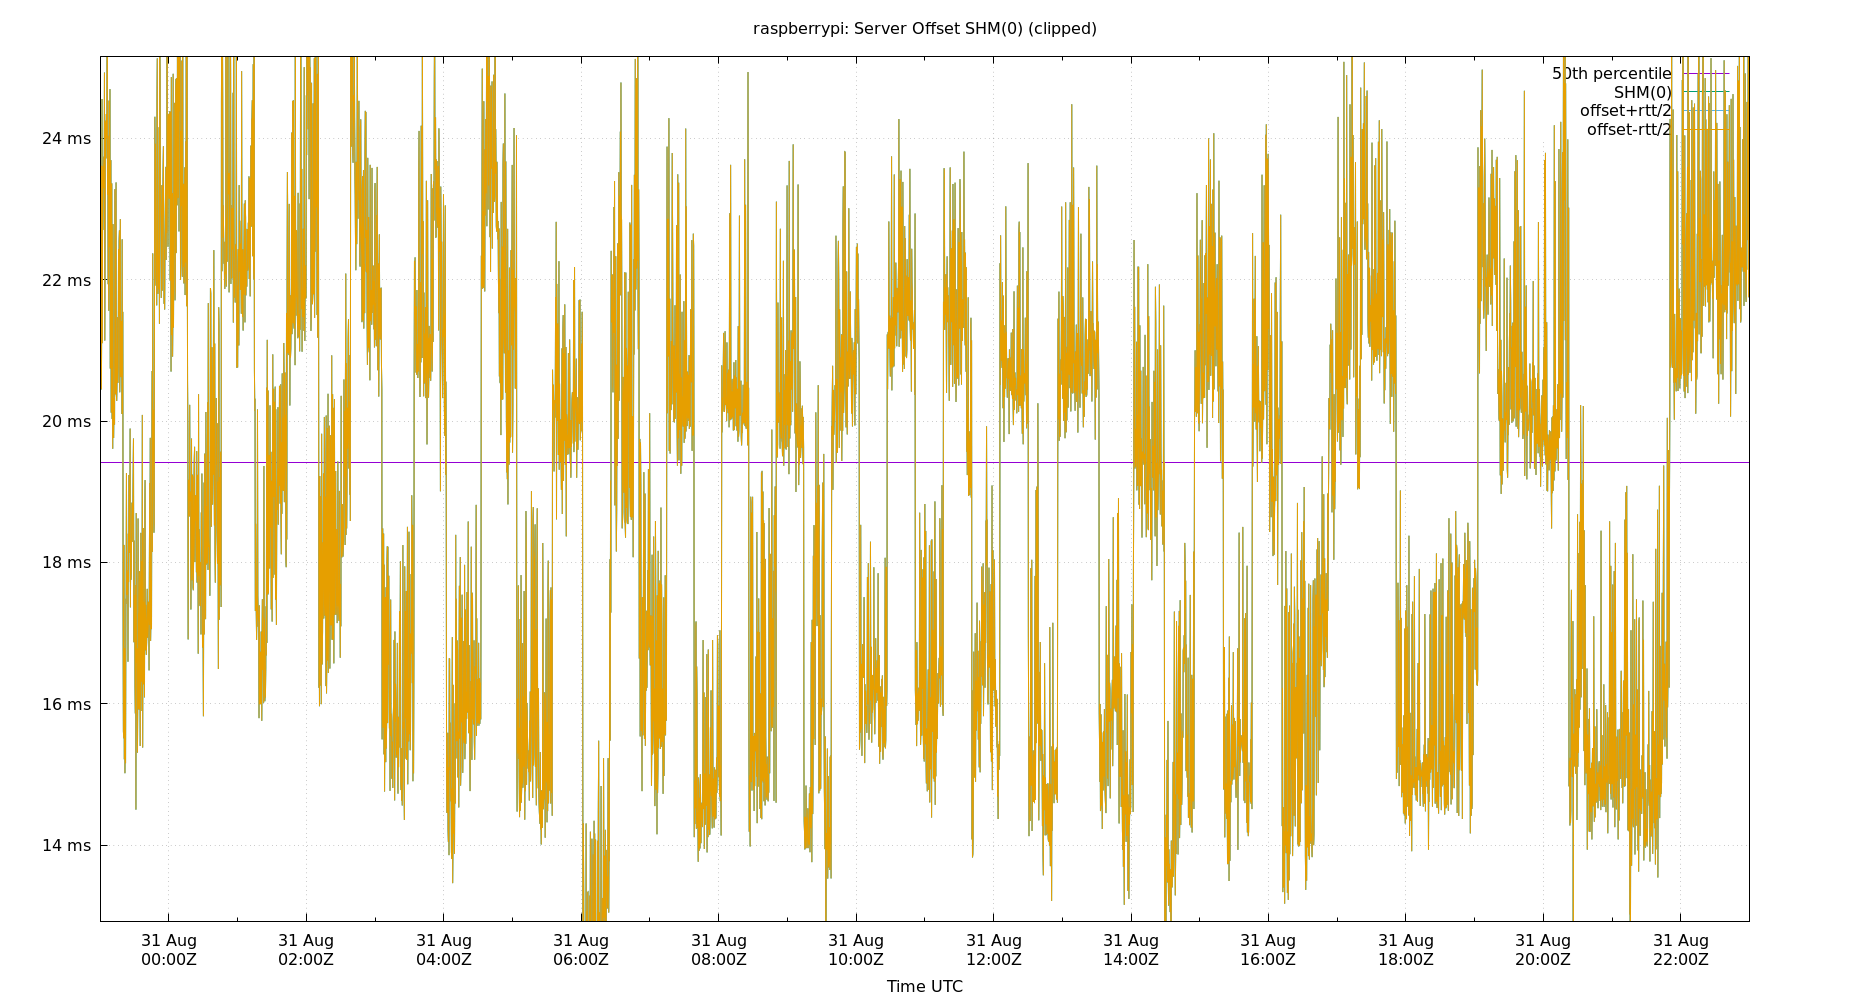 raspberrypi: Server Offset SHM(0) (clipped)
50th percentile
SHM(0)
offset+rtt/2
offset-rtt/2
24 ms
22 ms
20 ms
18 ms
16 ms
14 ms
31 Aug 31 Aug 31 Aug 31 Aug 31 Aug 31 Aug 31 Aug 31 Aug 31 Aug 31 Aug 31 Aug 31 Aug
00:00Z 02:00Z 04:00Z 06:00Z 08:00Z 10:00Z 12:00Z 14:00Z 16:00Z 18:00Z 20:00Z 22:00Z
Time UTC